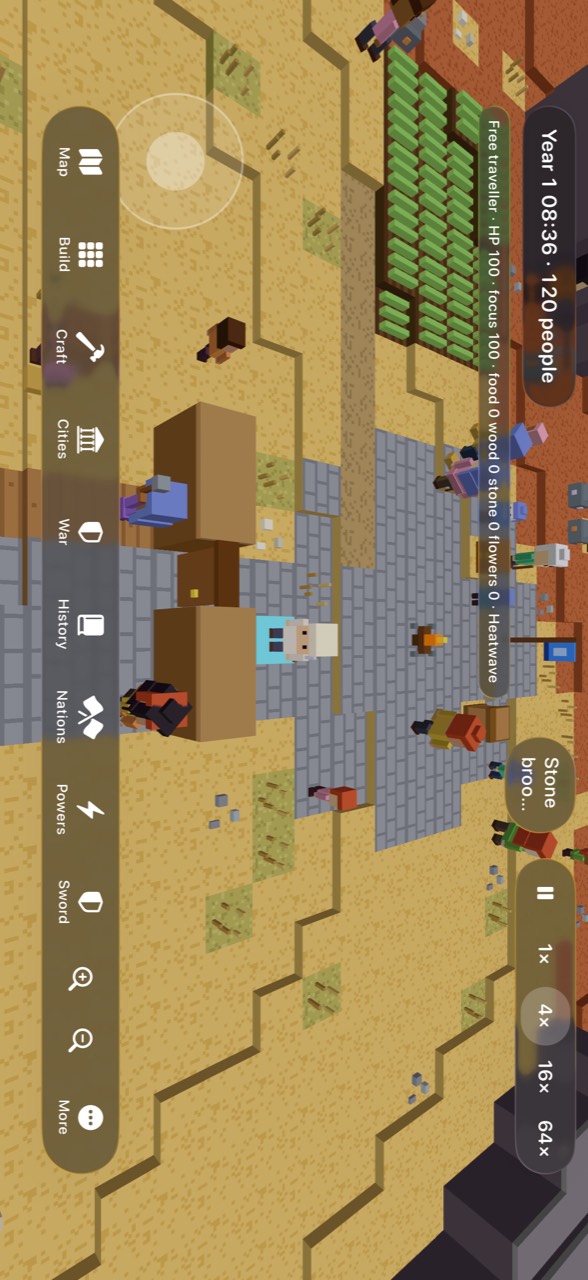 Year 1 08:36 · 120 people
Stone
broo...
1× 4× 16× 64×
Free traveller · HP 100 · focus 100 · food 0 wood 0 stone 0 flowers 0 · Heatwave
Map Build Craft Cities War History Nations Powers Sword More